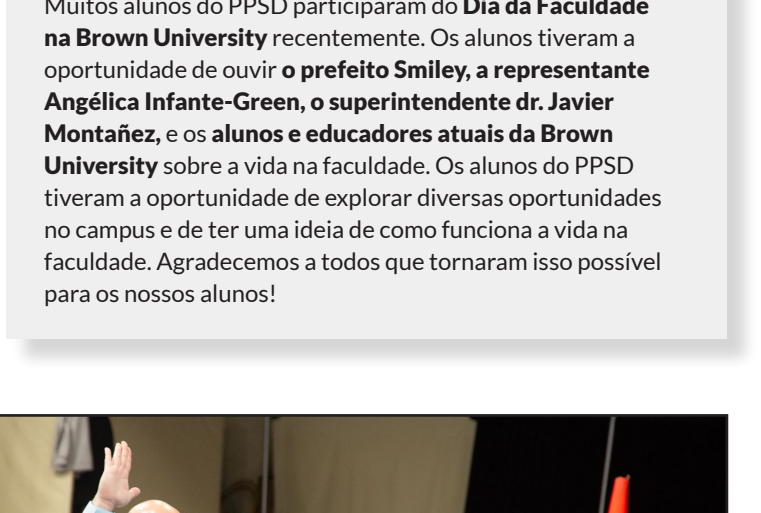 Muitos alunos do PPSD participaram do Dia da Faculdade
na Brown University recentemente. Os alunos tiveram a
oportunidade de ouvir o prefeito Smiley, a representante
Angélica Infante-Green, o superintendente dr. Javier
Montañez, e os alunos e educadores atuais da Brown
University sobre a vida na faculdade. Os alunos do PPSD
tiveram a oportunidade de explorar diversas oportunidades
no campus e de ter uma ideia de como funciona a vida na
faculdade. Agradecemos a todos que tornaram isso possível
para os nossos alunos!